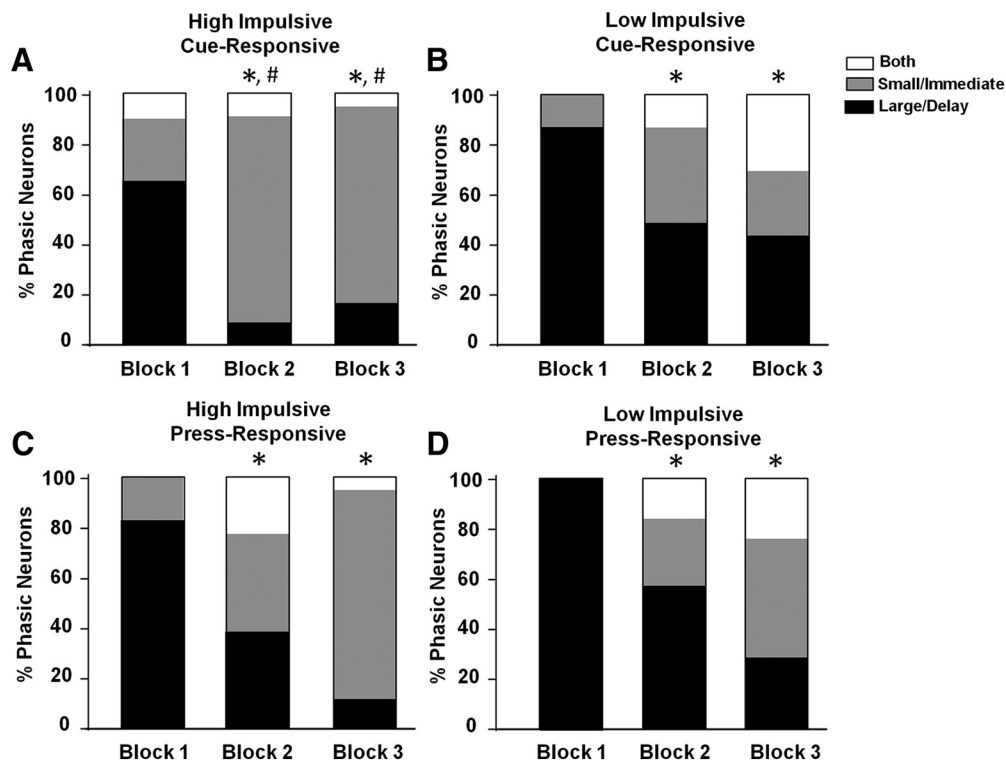 High Impulsive
Cue-Responsive
A
*, #
*, #
% Phasic Neurons
100
80
60
40
20
0
Block 1
Block 2
Block 3
Low Impulsive
Cue-Responsive
B
*
*
% Phasic Neurons
100
80
60
40
20
0
Block 1
Block 2
Block 3
Both
Small/Immediate
Large/Delay
High Impulsive
Press-Responsive
C
*
*
% Phasic Neurons
100
80
60
40
20
0
Block 1
Block 2
Block 3
Low Impulsive
Press-Responsive
D
*
*
% Phasic Neurons
100
80
60
40
20
0
Block 1
Block 2
Block 3